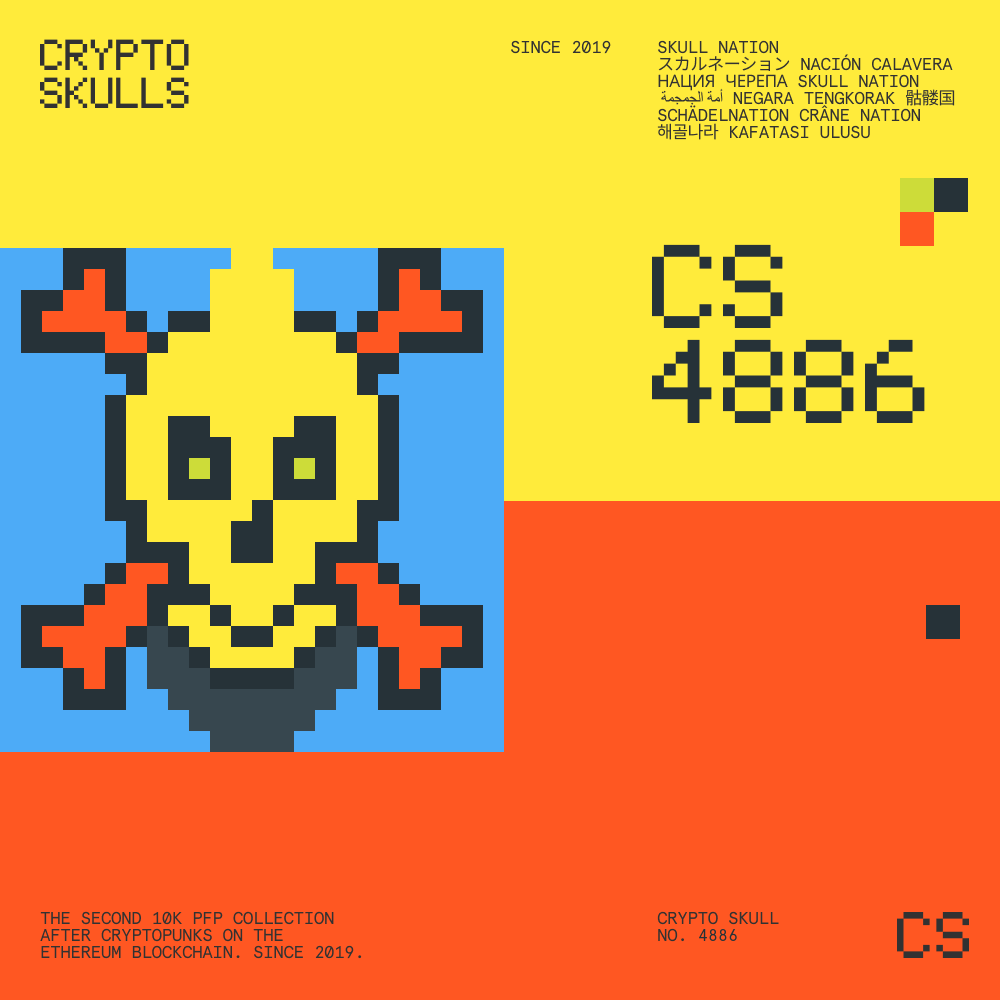 CRYPTO
SKULLS
SINCE 2019
SKULL NATION
スカルネーション NACIÓN CALAVERA
НАЦИЯ ЧЕРЕПА SKULL NATION
أمة الجمجمة NEGARA TENGKORAK 骷髅国
SCHÄDELNATION CRÂNE NATION
해골나라 KAFATASI ULUSU
CS
4886
THE SECOND 10K PFP COLLECTION
AFTER CRYPTOPUNKS ON THE
ETHEREUM BLOCKCHAIN. SINCE 2019.
CRYPTO SKULL
NO. 4886
CS